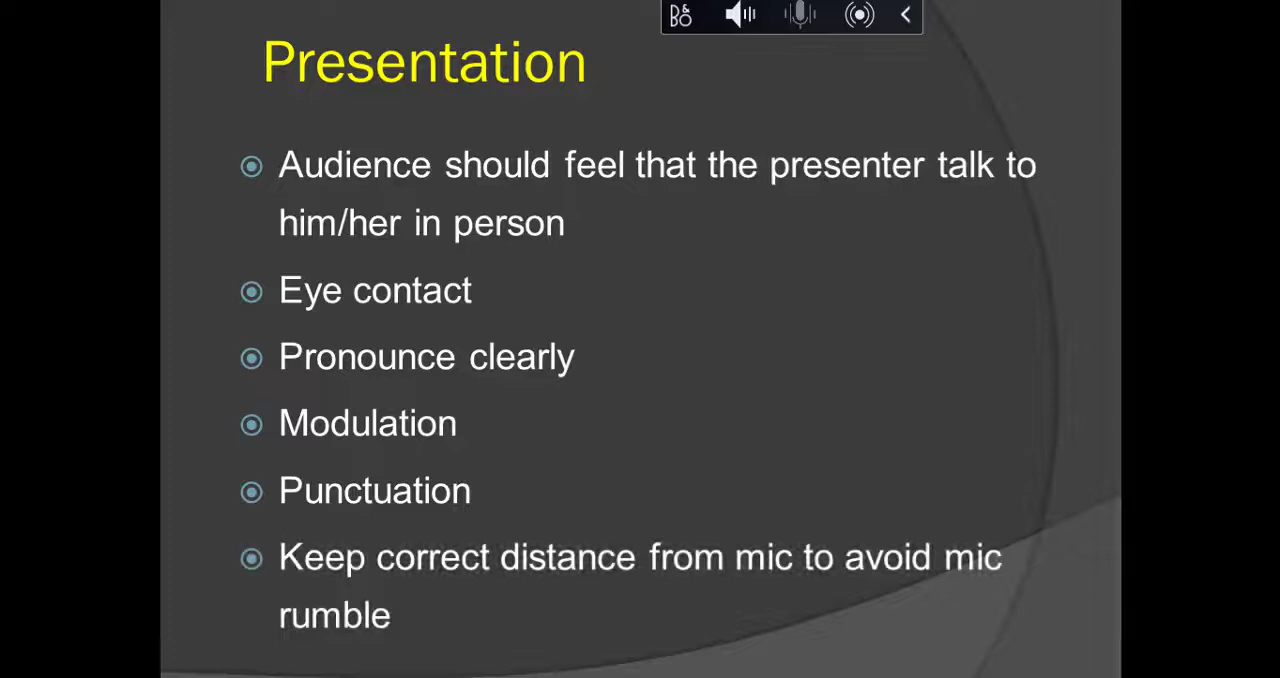 B&O
Presentation
Audience should feel that the presenter talk to
him/her in person
Eye contact
Pronounce clearly
Modulation
Punctuation
Keep correct distance from mic to avoid mic
rumble